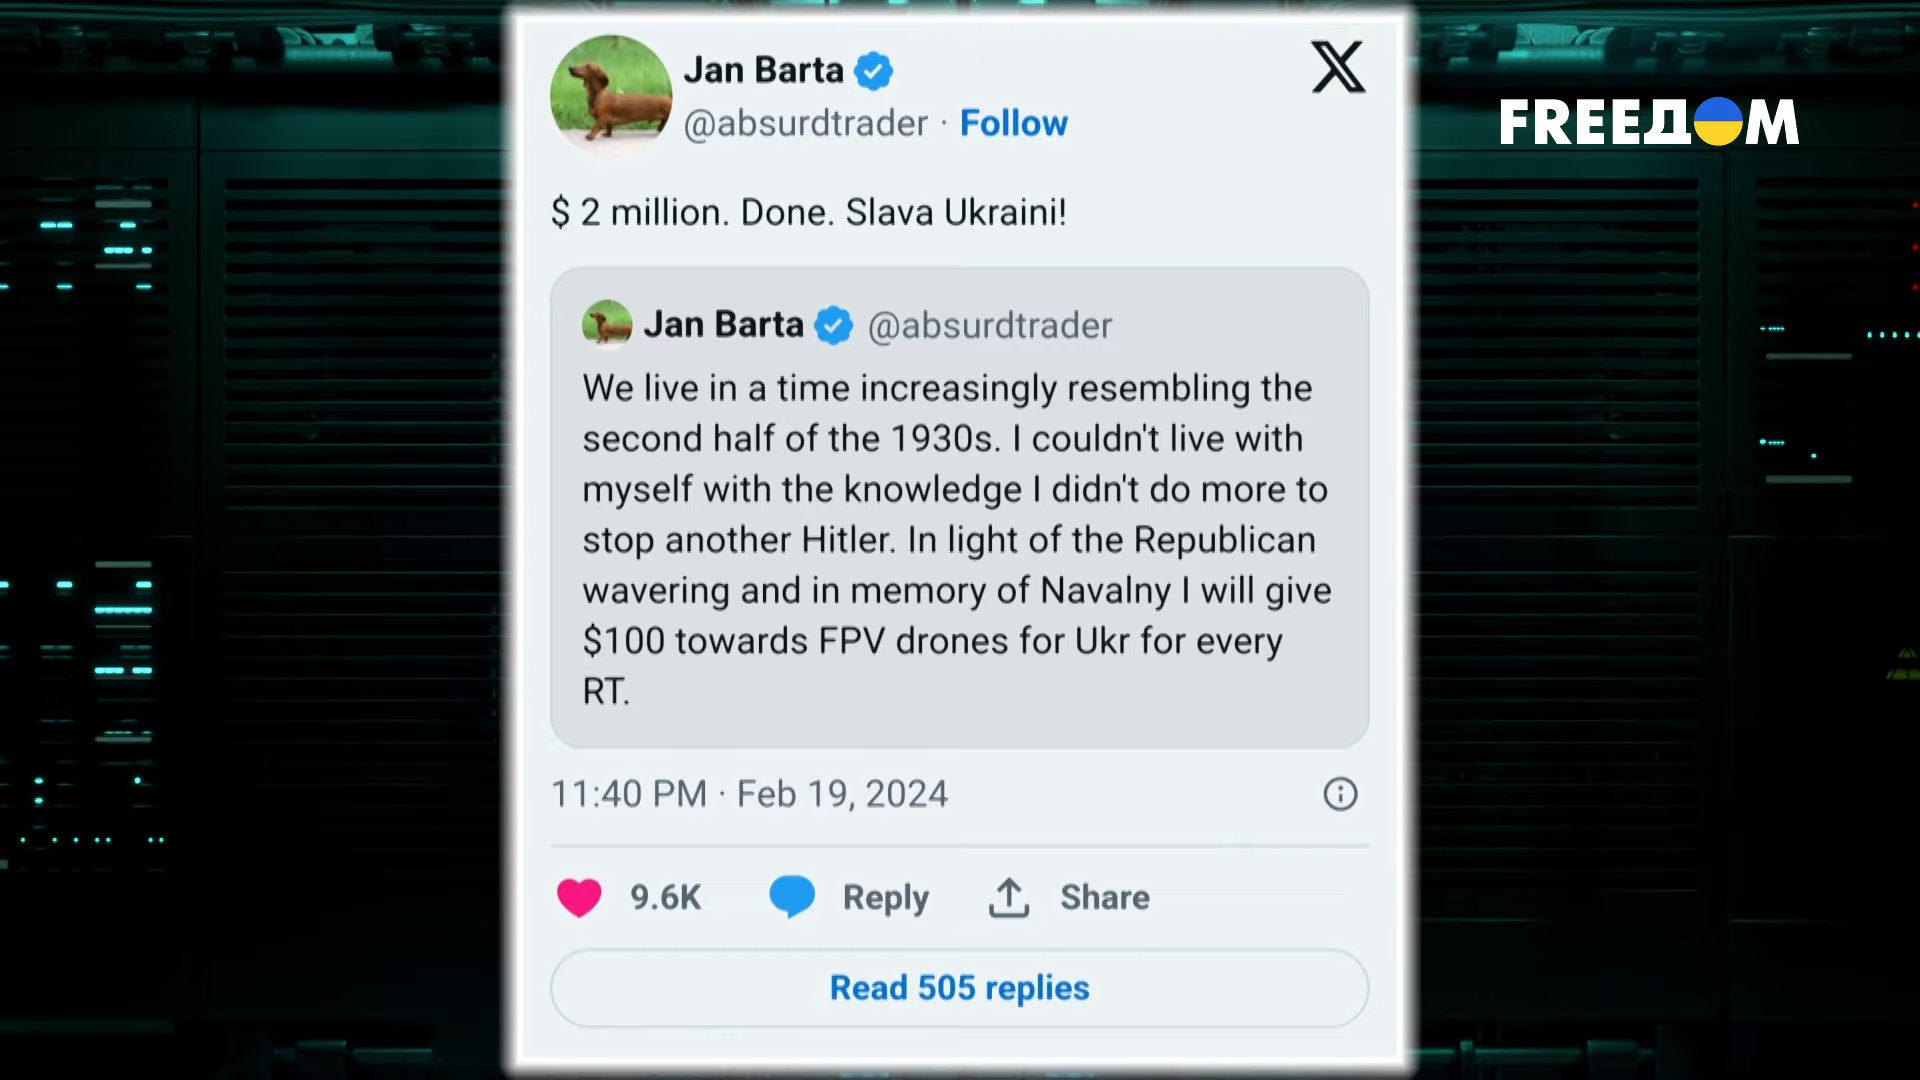 Jan Barta
@absurdtrader · Follow
FREEДOM
$ 2 million. Done. Slava Ukraini!
Jan Barta @absurdtrader
We live in a time increasingly resembling the
second half of the 1930s. I couldn't live with
myself with the knowledge I didn't do more to
stop another Hitler. In light of the Republican
wavering and in memory of Navalny I will give
$100 towards FPV drones for Ukr for every
RT.
11:40 PM · Feb 19, 2024
9.6K Reply Share
Read 505 replies